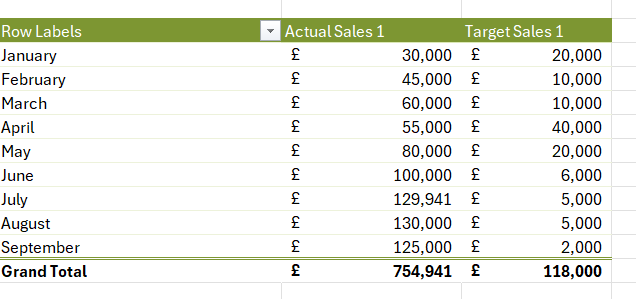 Row Labels Actual Sales 1 Target Sales 1
January £ 30,000 £ 20,000
February £ 45,000 £ 10,000
March £ 60,000 £ 10,000
April £ 55,000 £ 40,000
May £ 80,000 £ 20,000
June £ 100,000 £ 6,000
July £ 129,941 £ 5,000
August £ 130,000 £ 5,000
September £ 125,000 £ 2,000
Grand Total £ 754,941 £ 118,000